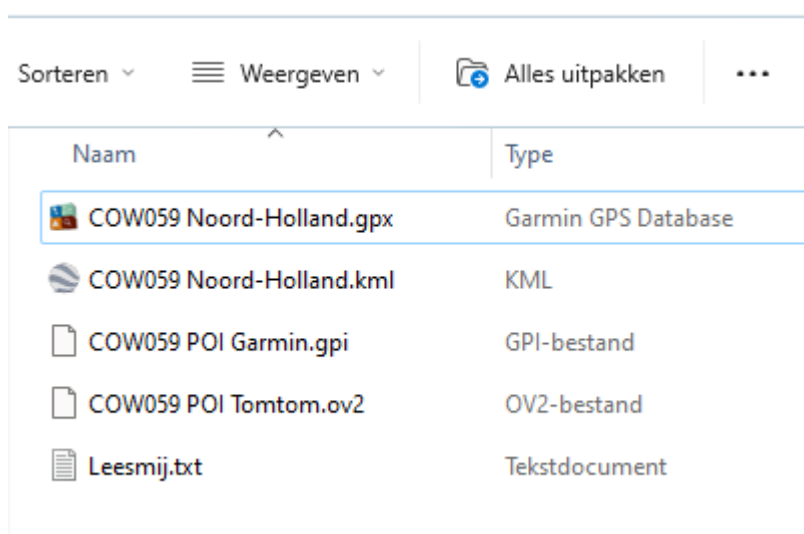 Sorteren Weergeven Alles uitpakken ...
Naam Type
COW059 Noord-Holland.gpx Garmin GPS Database
COW059 Noord-Holland.kml KML
COW059 POI Garmin.gpi GPI-bestand
COW059 POI Tomtom.ov2 OV2-bestand
Leesmij.txt Tekstdocument